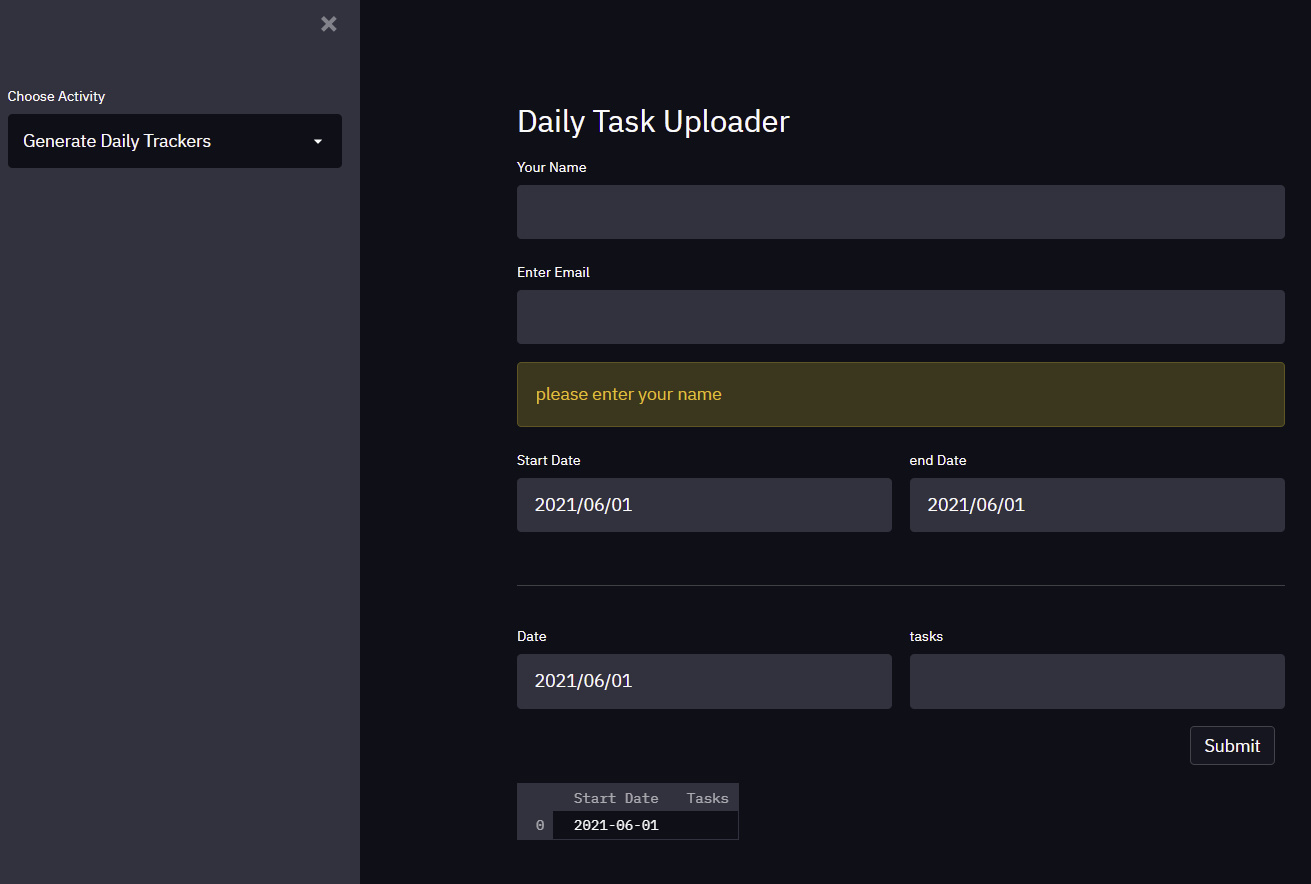 Choose Activity
Generate Daily Trackers
Daily Task Uploader
Your Name
Enter Email
please enter your name
Start Date end Date
2021/06/01 2021/06/01
Date tasks
2021/06/01
Submit
Start Date Tasks
0 2021-06-01